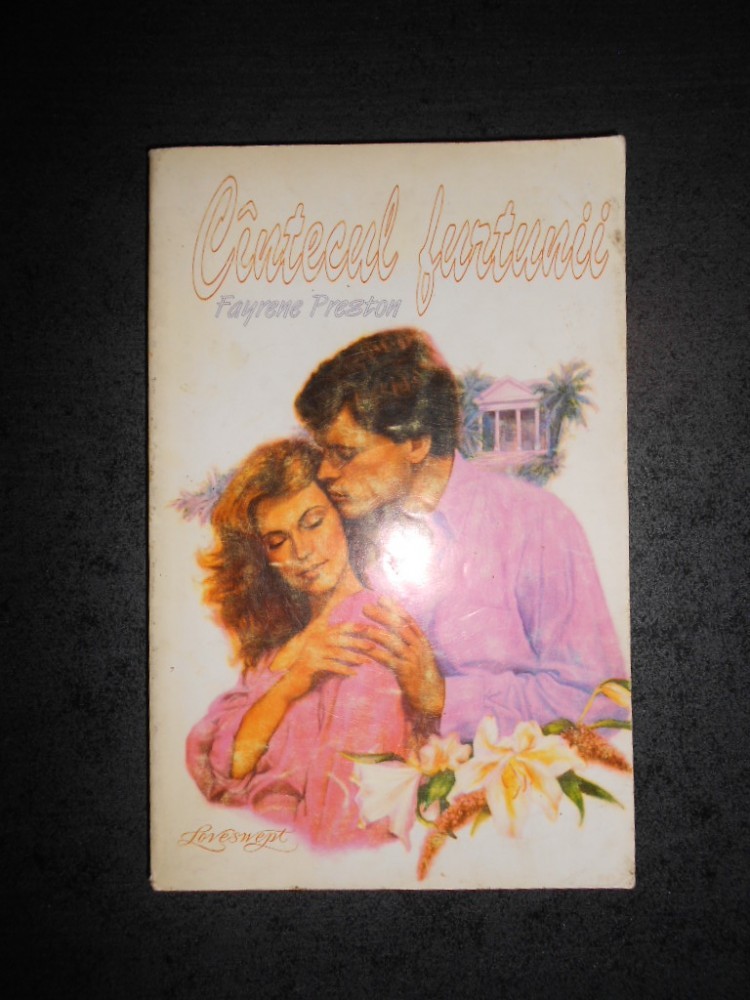 Cîntecul furtunii
Fayrene Preston
Loveswept